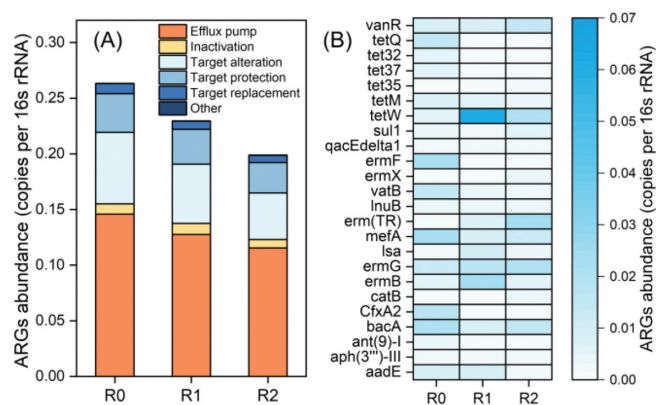 (A)
Efflux pump
Inactivation
Target alteration
Target protection
Target replacement
Other
ARGs abundance (copies per 16s rRNA)
0.30
0.25
0.20
0.15
0.10
0.05
0.00
R0 R1 R2
(B)
vanR
tetQ
tet32
tet37
tet35
tetM
tetW
sul1
qacEdelta1
ermF
ermX
vatB
lnuB
erm(TR)
mefA
lsa
ermG
ermB
catB
CfxA2
bacA
ant(9)-I
aph(3''')-III
aadE
R0 R1 R2
0.07
0.06
0.05
0.04
0.03
0.02
0.01
0.00
ARGs abundance (copies per 16s rRNA)